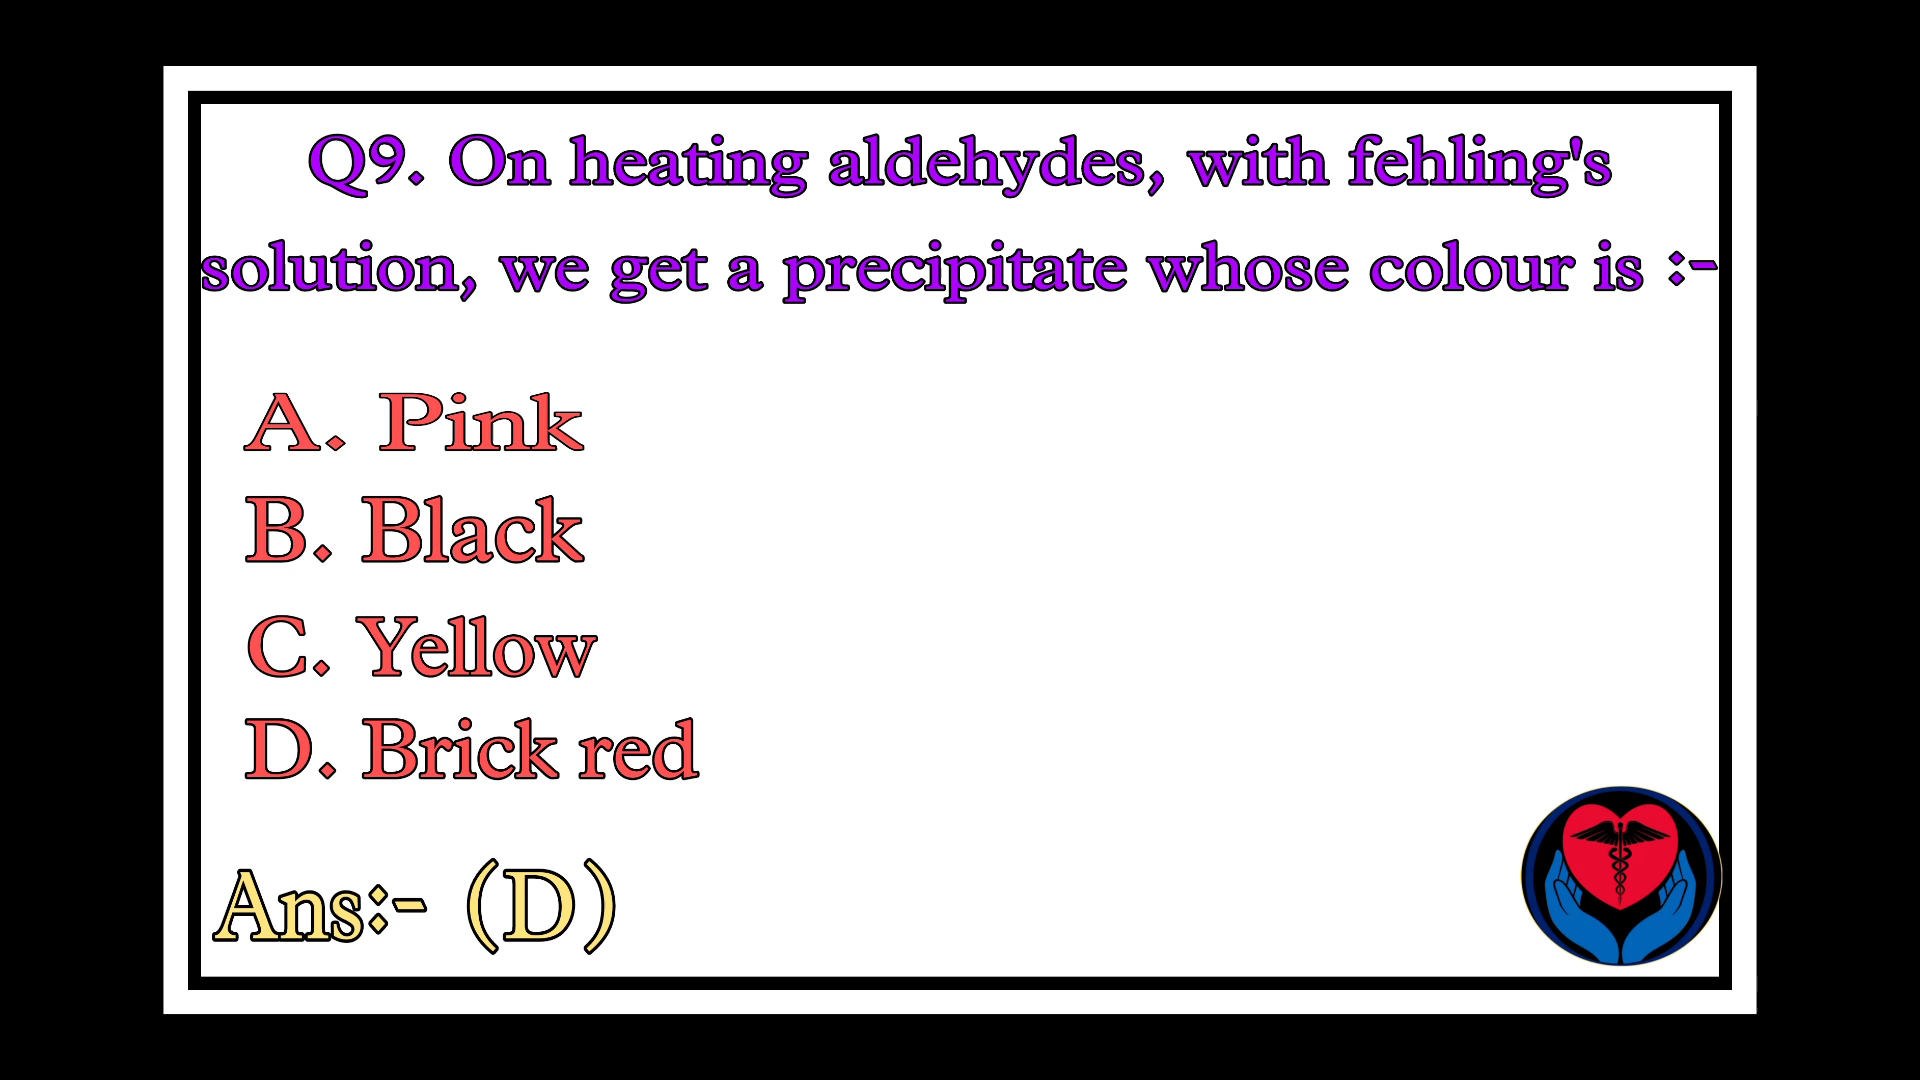 Q9. On heating aldehydes, with fehling's
solution, we get a precipitate whose colour is :-
A. Pink
B. Black
C. Yellow
D. Brick red
Ans:- (D)